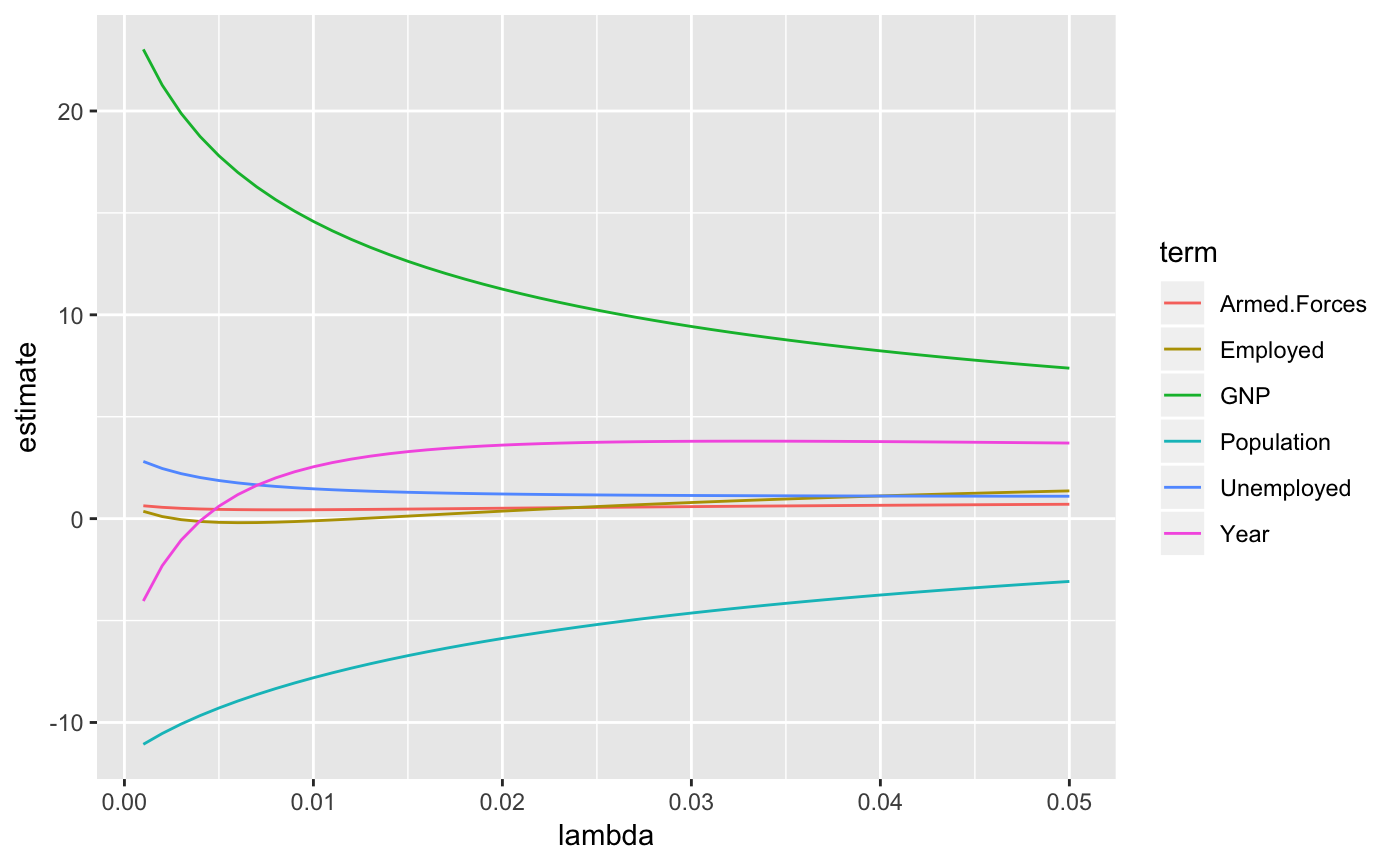 20
10
0
-10
estimate
0.00 0.01 0.02 0.03 0.04 0.05
lambda
term
Armed.Forces
Employed
GNP
Population
Unemployed
Year